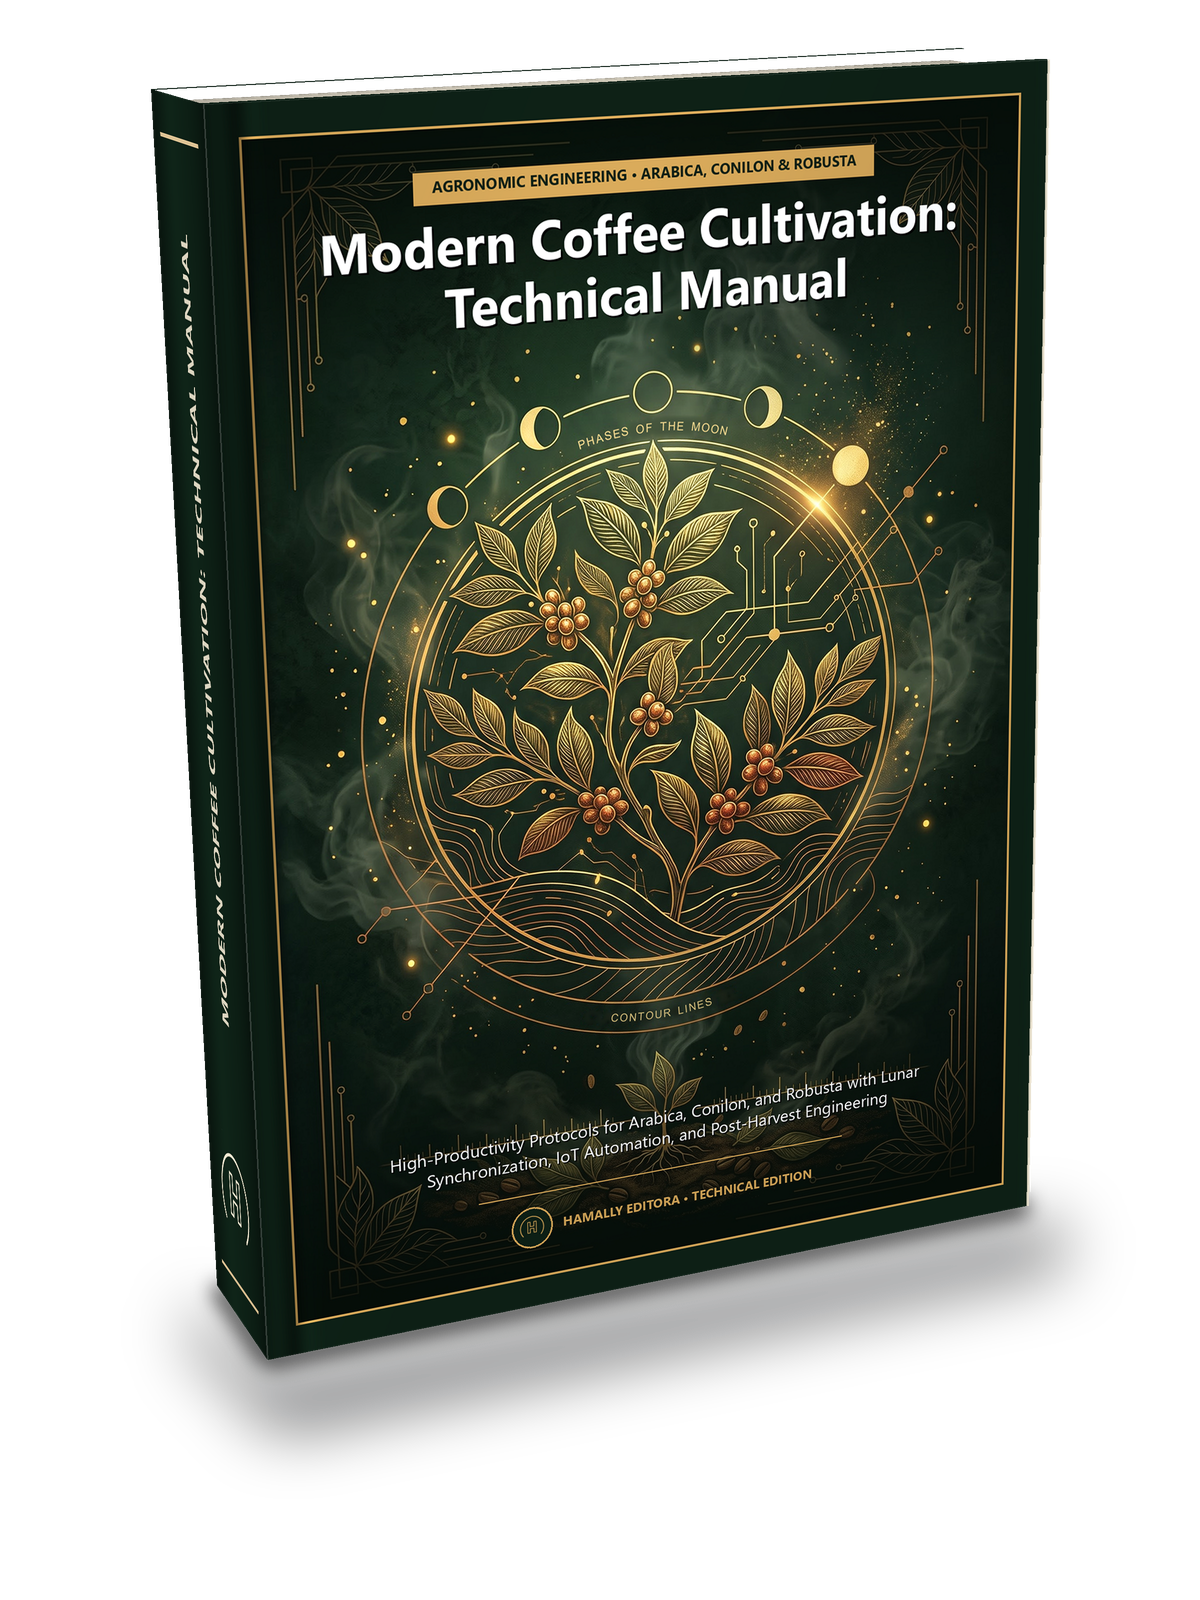 AGRONOMIC ENGINEERING • ARABICA, CONILON & ROBUSTA
Modern Coffee Cultivation:
Technical Manual
PHASES OF THE MOON
CONTOUR LINES
High-Productivity Protocols for Arabica, Conilon, and Robusta with Lunar
Synchronization, IoT Automation, and Post-Harvest Engineering
H
HAMALLY EDITORA • TECHNICAL EDITION
MODERN COFFEE CULTIVATION: TECHNICAL MANUAL